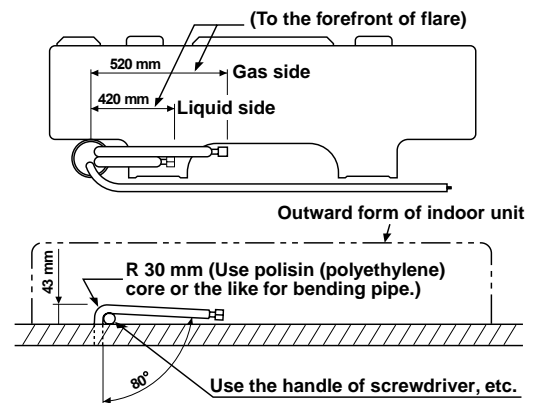 (To the forefront of flare)
520 mm
Gas side
420 mm
Liquid side
Outward form of indoor unit
43 mm
R 30 mm (Use polisin (polyethylene)
core or the like for bending pipe.)
80°
Use the handle of screwdriver, etc.